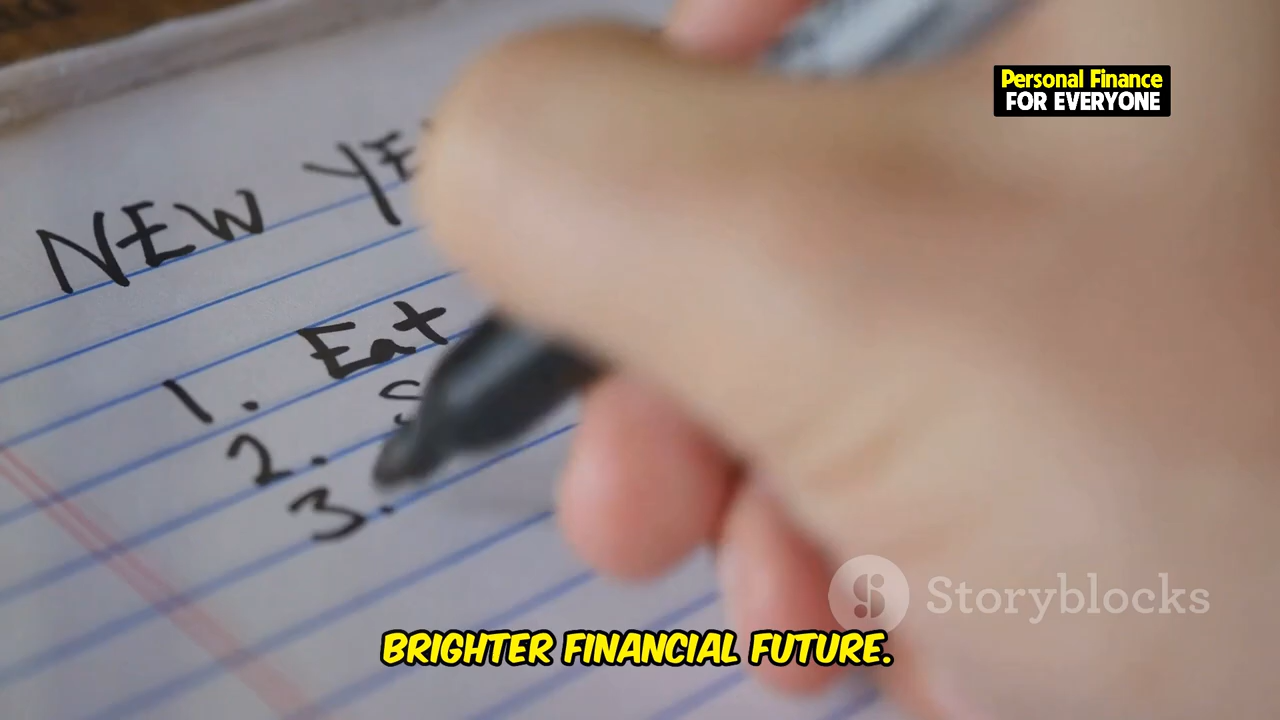 Personal Finance
FOR EVERYONE
NEW YE
1. Eat
2. S
3.
Storyblocks
BRIGHTER FINANCIAL FUTURE.